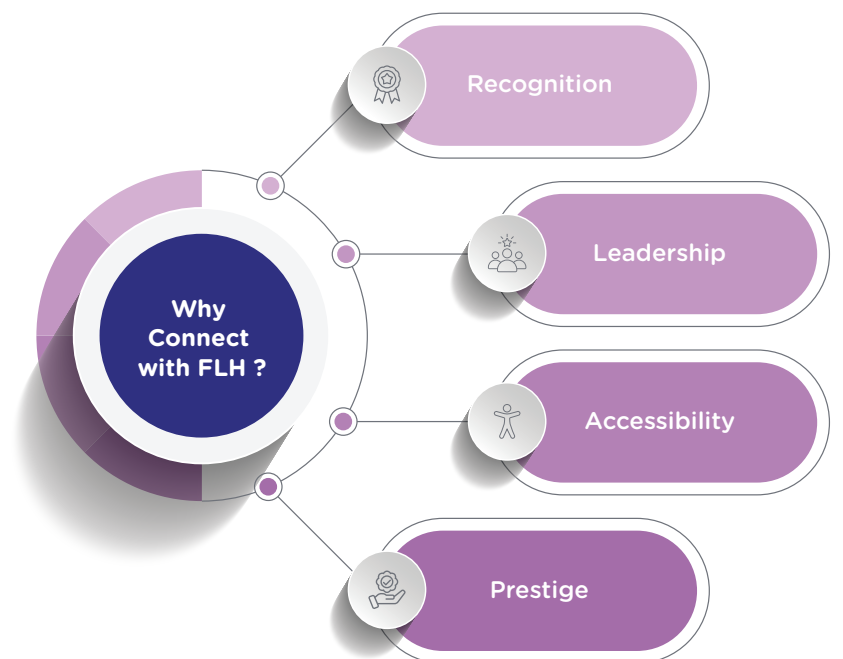 Recognition
Leadership
Why
Connect
with FLH ?
Accessibility
Prestige